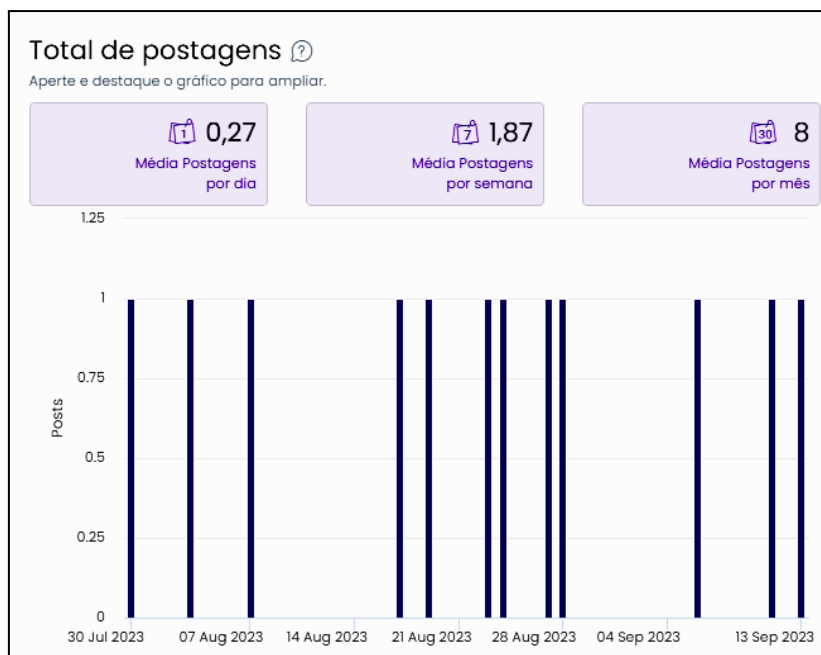 Total de postagens ?
Aperte e destaque o gráfico para ampliar.
1 0,27
Média Postagens
por dia
7 1,87
Média Postagens
por semana
30 8
Média Postagens
por mês
1.25
1
0.75
0.5
0.25
0
Posts
30 Jul 2023 07 Aug 2023 14 Aug 2023 21 Aug 2023 28 Aug 2023 04 Sep 2023 13 Sep 2023